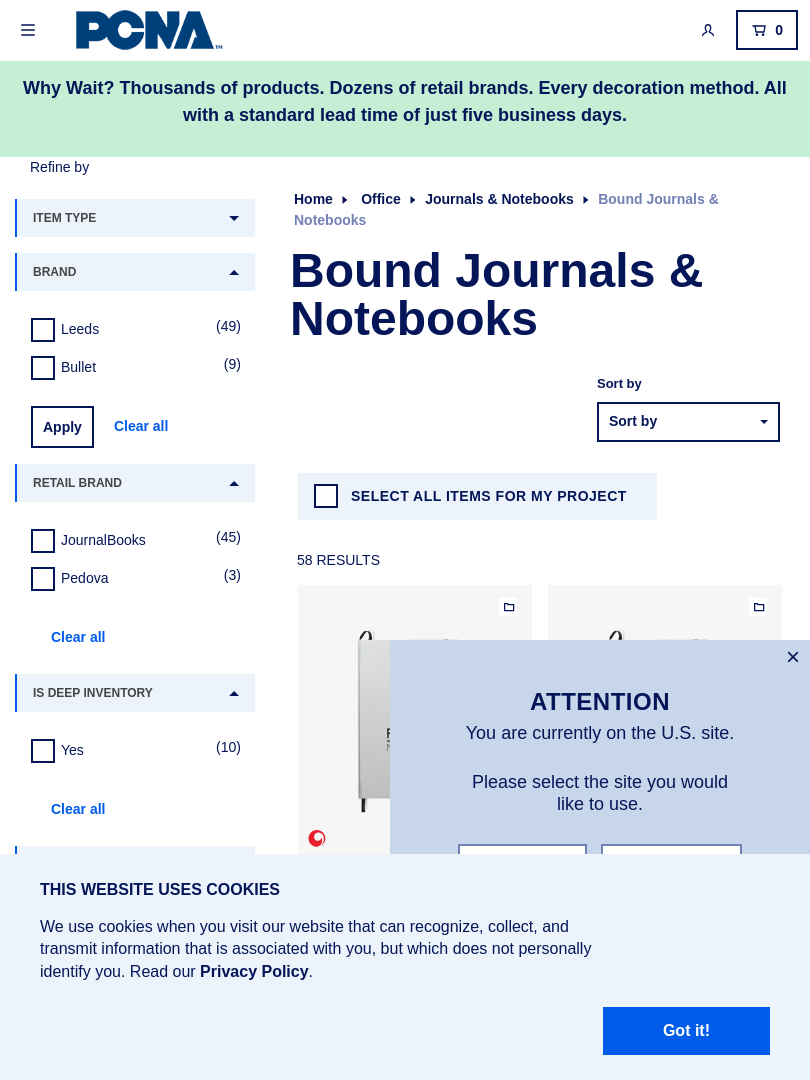 PCNA™
0
Why Wait? Thousands of products. Dozens of retail brands. Every decoration method. All
with a standard lead time of just five business days.
Refine by
ITEM TYPE
BRAND
Leeds (49)
Bullet (9)
Apply Clear all
RETAIL BRAND
JournalBooks (45)
Pedova (3)
Clear all
IS DEEP INVENTORY
Yes (10)
Clear all
Home Office Journals & Notebooks Bound Journals &
Notebooks
Bound Journals &
Notebooks
Sort by
Sort by
SELECT ALL ITEMS FOR MY PROJECT
58 RESULTS
×
ATTENTION
You are currently on the U.S. site.
Please select the site you would
like to use.
THIS WEBSITE USES COOKIES
We use cookies when you visit our website that can recognize, collect, and
transmit information that is associated with you, but which does not personally
identify you. Read our Privacy Policy.
Got it!